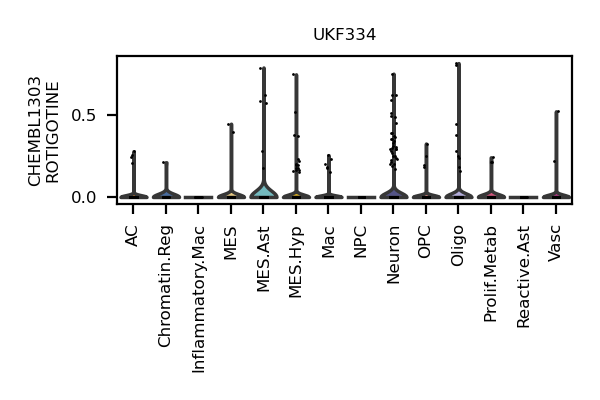 UKF334
CHEMBL1303
ROTIGOTINE
0.5
0.0
AC
Chromatin.Reg
Inflammatory.Mac
MES
MES.Ast
MES.Hyp
Mac
NPC
Neuron
OPC
Oligo
Prolif.Metab
Reactive.Ast
Vasc